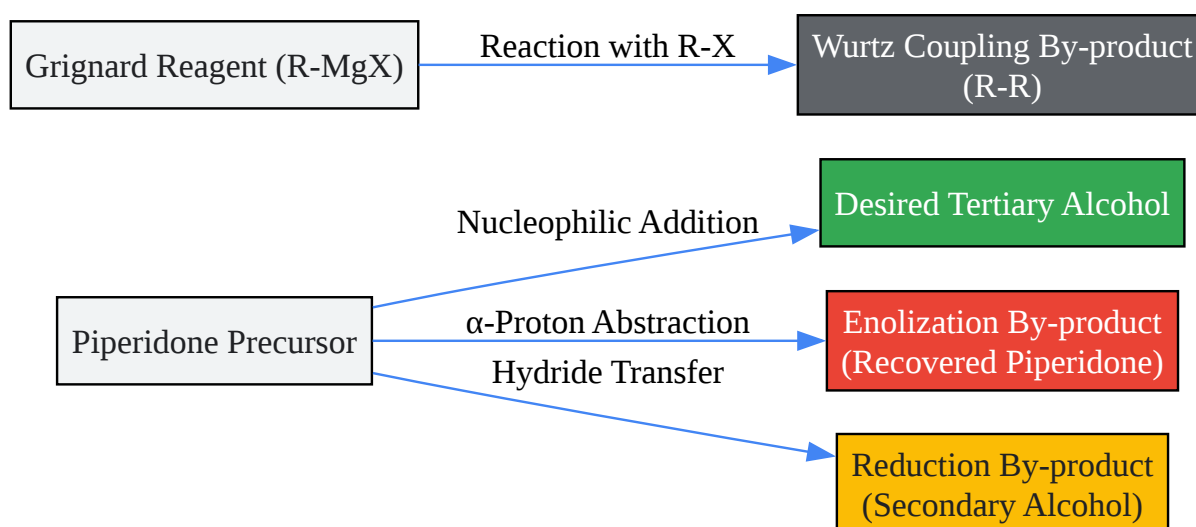 Grignard Reagent (R-MgX)
Reaction with R-X
Wurtz Coupling By-product
(R-R)
Piperidone Precursor
Nucleophilic Addition
Desired Tertiary Alcohol
α-Proton Abstraction
Enolization By-product
(Recovered Piperidone)
Hydride Transfer
Reduction By-product
(Secondary Alcohol)